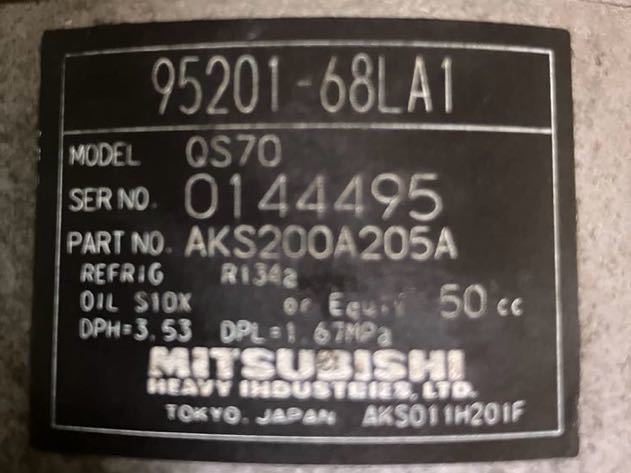 95201-68LA1
MODEL QS70
SER NO. 0144495
PART NO. AKS200A205A
REFRIG R134a
OIL S10X or Equiv 50 cc
DPH=3.53 DPL=1.67MPa
MITSUBISHI
HEAVY INDUSTRIES, LTD.
TOKYO. JAPAN AKS011H201F